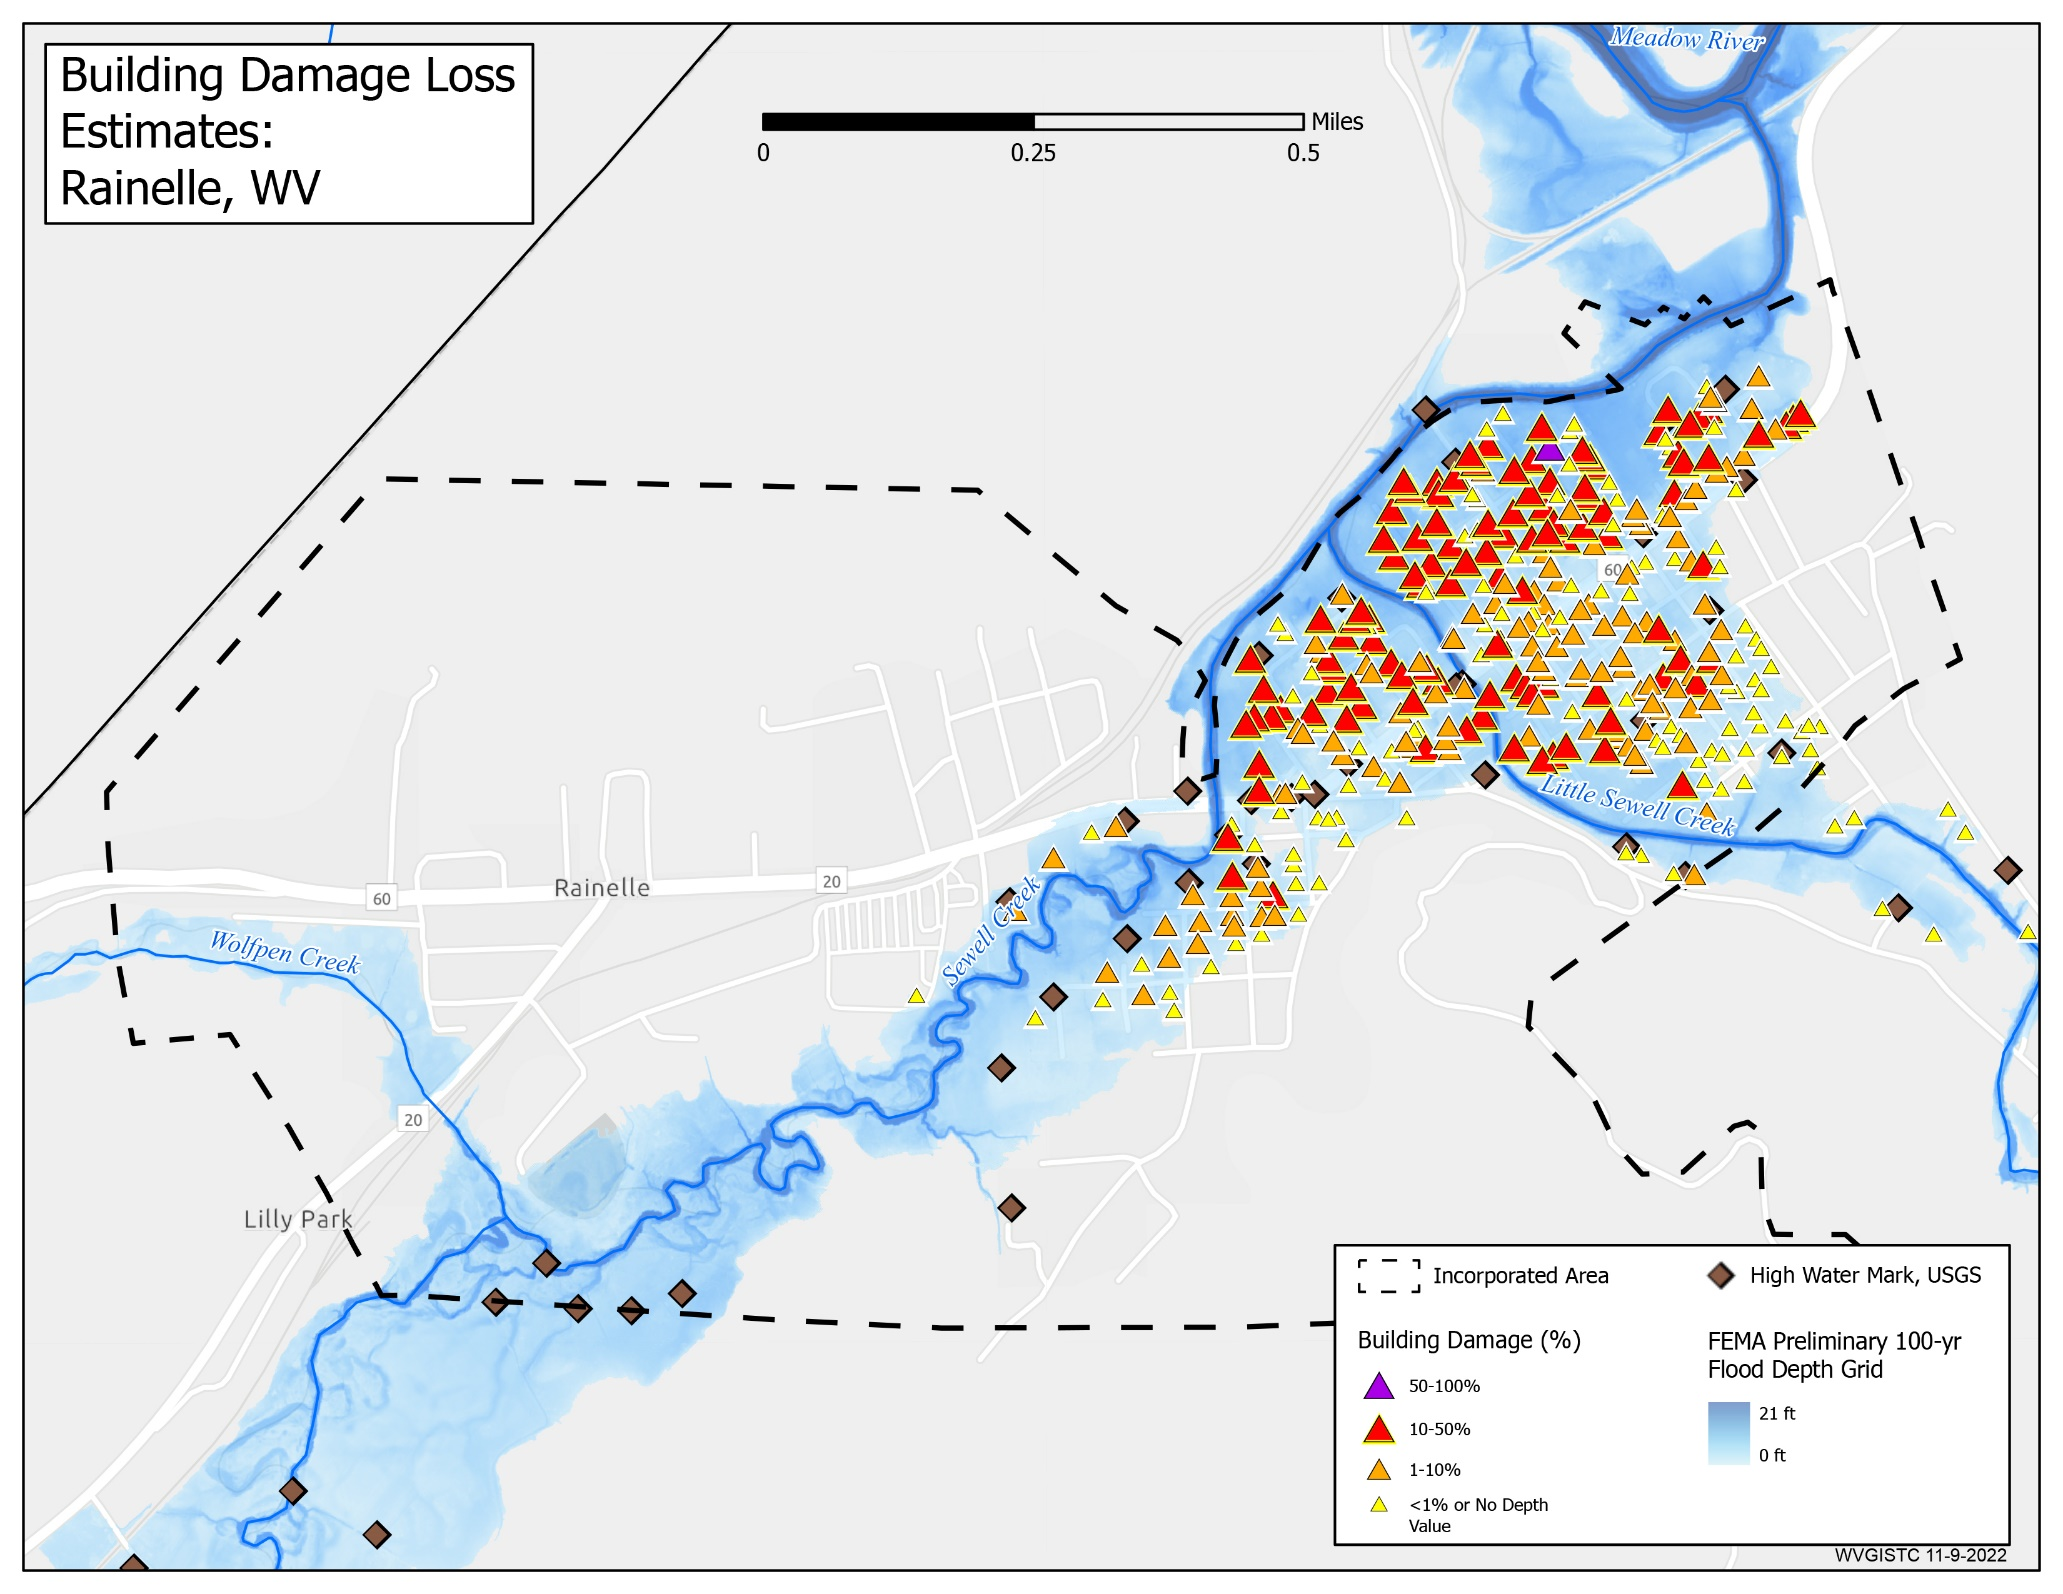 Building Damage Loss
Estimates:
Rainelle, WV
Miles
0
0.25
0.5
Meadow River
60
Little Sewell Creek
Rainelle
20
60
Sewell Creek
Wolfpen Creek
20
Lilly Park
Incorporated Area
High Water Mark, USGS
Building Damage (%)
50-100%
10-50%
1-10%
<1% or No Depth
Value
FEMA Preliminary 100-yr
Flood Depth Grid
21 ft
0 ft
WVGISTC 11-9-2022